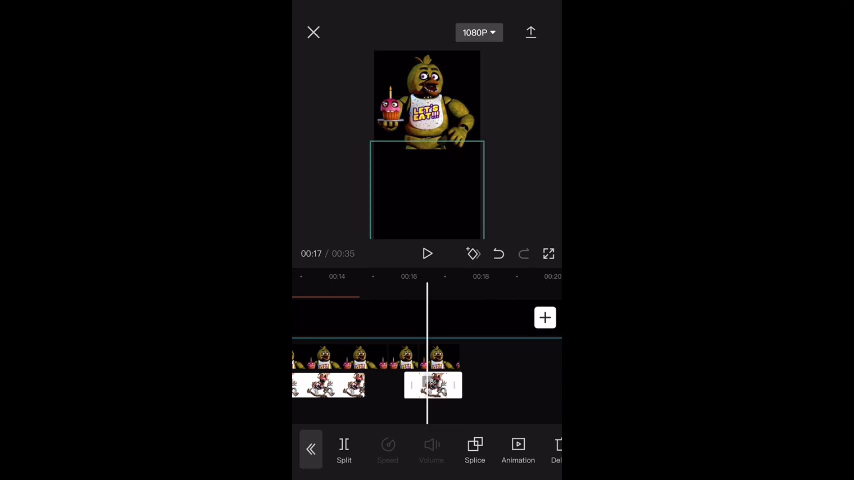 1080P
LET'S
EAT!!!
00:17 / 00:35
00:14
00:16
00:18
00:20
Split
Speed
Volume
Splice
Animation
Del